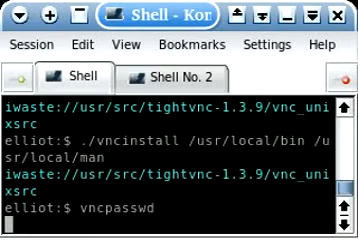 Shell - Kon
Session Edit View Bookmarks Settings Help
Shell Shell No. 2
iwaste://usr/src/tightvnc-1.3.9/vnc_uni
xsrc
elliot:$ ./vncinstall /usr/local/bin /u
sr/local/man
iwaste://usr/src/tightvnc-1.3.9/vnc_uni
xsrc
elliot:$ vncpasswd